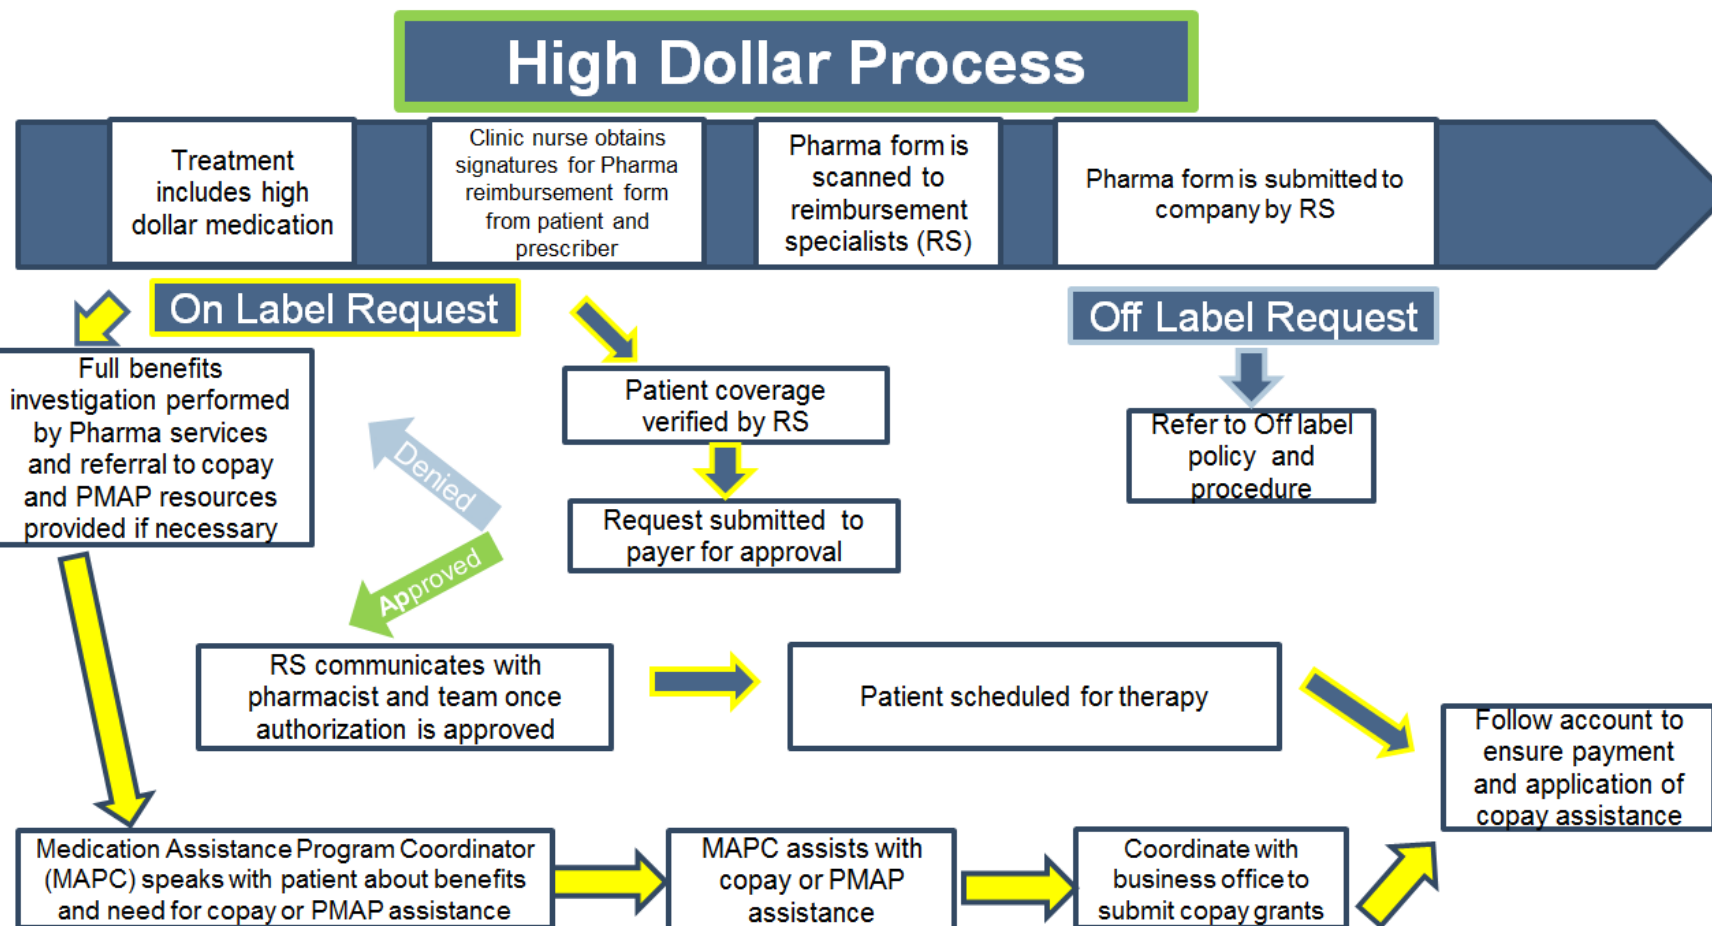 High Dollar Process
Treatment
includes high
dollar medication
Clinic nurse obtains
signatures for Pharma
reimbursement form
from patient and
prescriber
Pharma form is
scanned to
reimbursement
specialists (RS)
Pharma form is submitted to
company by RS
On Label Request
Off Label Request
Full benefits
investigation performed
by Pharma services
and referral to copay
and PMAP resources
provided if necessary
Patient coverage
verified by RS
Refer to Off label
policy and
procedure
Denied
Request submitted to
payer for approval
Approved
RS communicates with
pharmacist and team once
authorization is approved
Patient scheduled for therapy
Follow account to
ensure payment
and application of
copay assistance
Medication Assistance Program Coordinator
(MAPC) speaks with patient about benefits
and need for copay or PMAP assistance
MAPC assists with
copay or PMAP
assistance
Coordinate with
business office to
submit copay grants